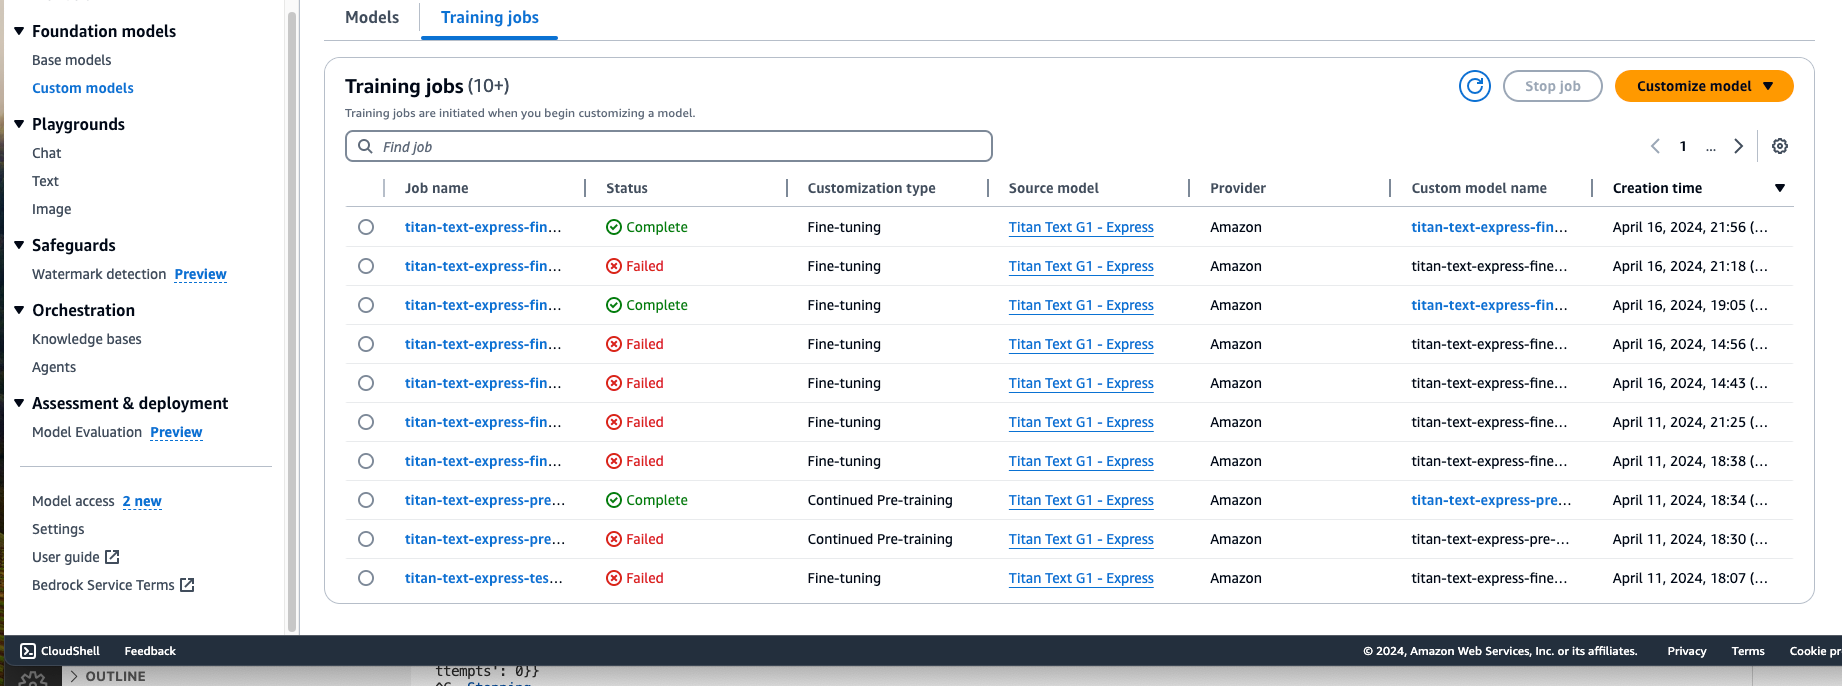 Foundation models
Base models
Custom models
Playgrounds
Chat
Text
Image
Safeguards
Watermark detection Preview
Orchestration
Knowledge bases
Agents
Assessment & deployment
Model Evaluation Preview
Model access 2 new
Settings
User guide
Bedrock Service Terms
Models Training jobs
Training jobs (10+)
Training jobs are initiated when you begin customizing a model.
Stop job Customize model
Find job
1 ...
Job name Status Customization type Source model Provider Custom model name Creation time
titan-text-express-fin... Complete Fine-tuning Titan Text G1 - Express Amazon titan-text-express-fin... April 16, 2024, 21:56 (...
titan-text-express-fin... Failed Fine-tuning Titan Text G1 - Express Amazon titan-text-express-fine... April 16, 2024, 21:18 (...
titan-text-express-fin... Complete Fine-tuning Titan Text G1 - Express Amazon titan-text-express-fin... April 16, 2024, 19:05 (...
titan-text-express-fin... Failed Fine-tuning Titan Text G1 - Express Amazon titan-text-express-fine... April 16, 2024, 14:56 (...
titan-text-express-fin... Failed Fine-tuning Titan Text G1 - Express Amazon titan-text-express-fine... April 16, 2024, 14:43 (...
titan-text-express-fin... Failed Fine-tuning Titan Text G1 - Express Amazon titan-text-express-fine... April 11, 2024, 21:25 (...
titan-text-express-fin... Failed Fine-tuning Titan Text G1 - Express Amazon titan-text-express-fine... April 11, 2024, 18:38 (...
titan-text-express-pre... Complete Continued Pre-training Titan Text G1 - Express Amazon titan-text-express-pre... April 11, 2024, 18:34 (...
titan-text-express-pre... Failed Continued Pre-training Titan Text G1 - Express Amazon titan-text-express-pre-... April 11, 2024, 18:30 (...
titan-text-express-tes... Failed Fine-tuning Titan Text G1 - Express Amazon titan-text-express-fine... April 11, 2024, 18:07 (...
CloudShell Feedback © 2024, Amazon Web Services, Inc. or its affiliates. Privacy Terms Cookie pr
OUTLINE
ttempts': 0}}